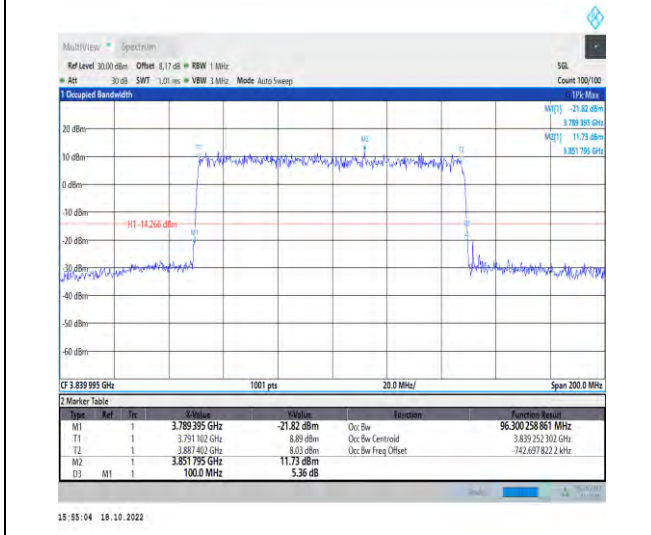 MultiView Spectrum
Ref Level 30.00 dBm Offset 8.17 dB RBW 1 MHz SGL
Att 30 dB SWT 1.01 ms VBW 3 MHz Mode Auto Sweep Count 100/100
1 Occupied Bandwidth 1Pk Max
M1[1] -21.82 dBm
3.789 395 GHz
20 dBm
M2[1] 11.73 dBm
3.851 795 GHz
M2
T1 T2
10 dBm
0 dBm
-10 dBm
H1 -14.266 dBm
M1
-20 dBm
-30 dBm
-40 dBm
-50 dBm
-60 dBm
CF 3.839 995 GHz 1001 pts 20.0 MHz/ Span 200.0 MHz
2 Marker Table
Type Ref Trc X-Value Y-Value Function Function Result
M1 1 3.789 395 GHz -21.82 dBm Occ Bw 96.300 258 861 MHz
T1 1 3.791 102 GHz 8.89 dBm Occ Bw Centroid 3.839 252 302 GHz
T2 1 3.887 402 GHz 8.03 dBm Occ Bw Freq Offset -742.697 822 2 kHz
M2 1 3.851 795 GHz 11.73 dBm
D3 M1 1 100.0 MHz 5.36 dB
15:55:04 18.10.2022